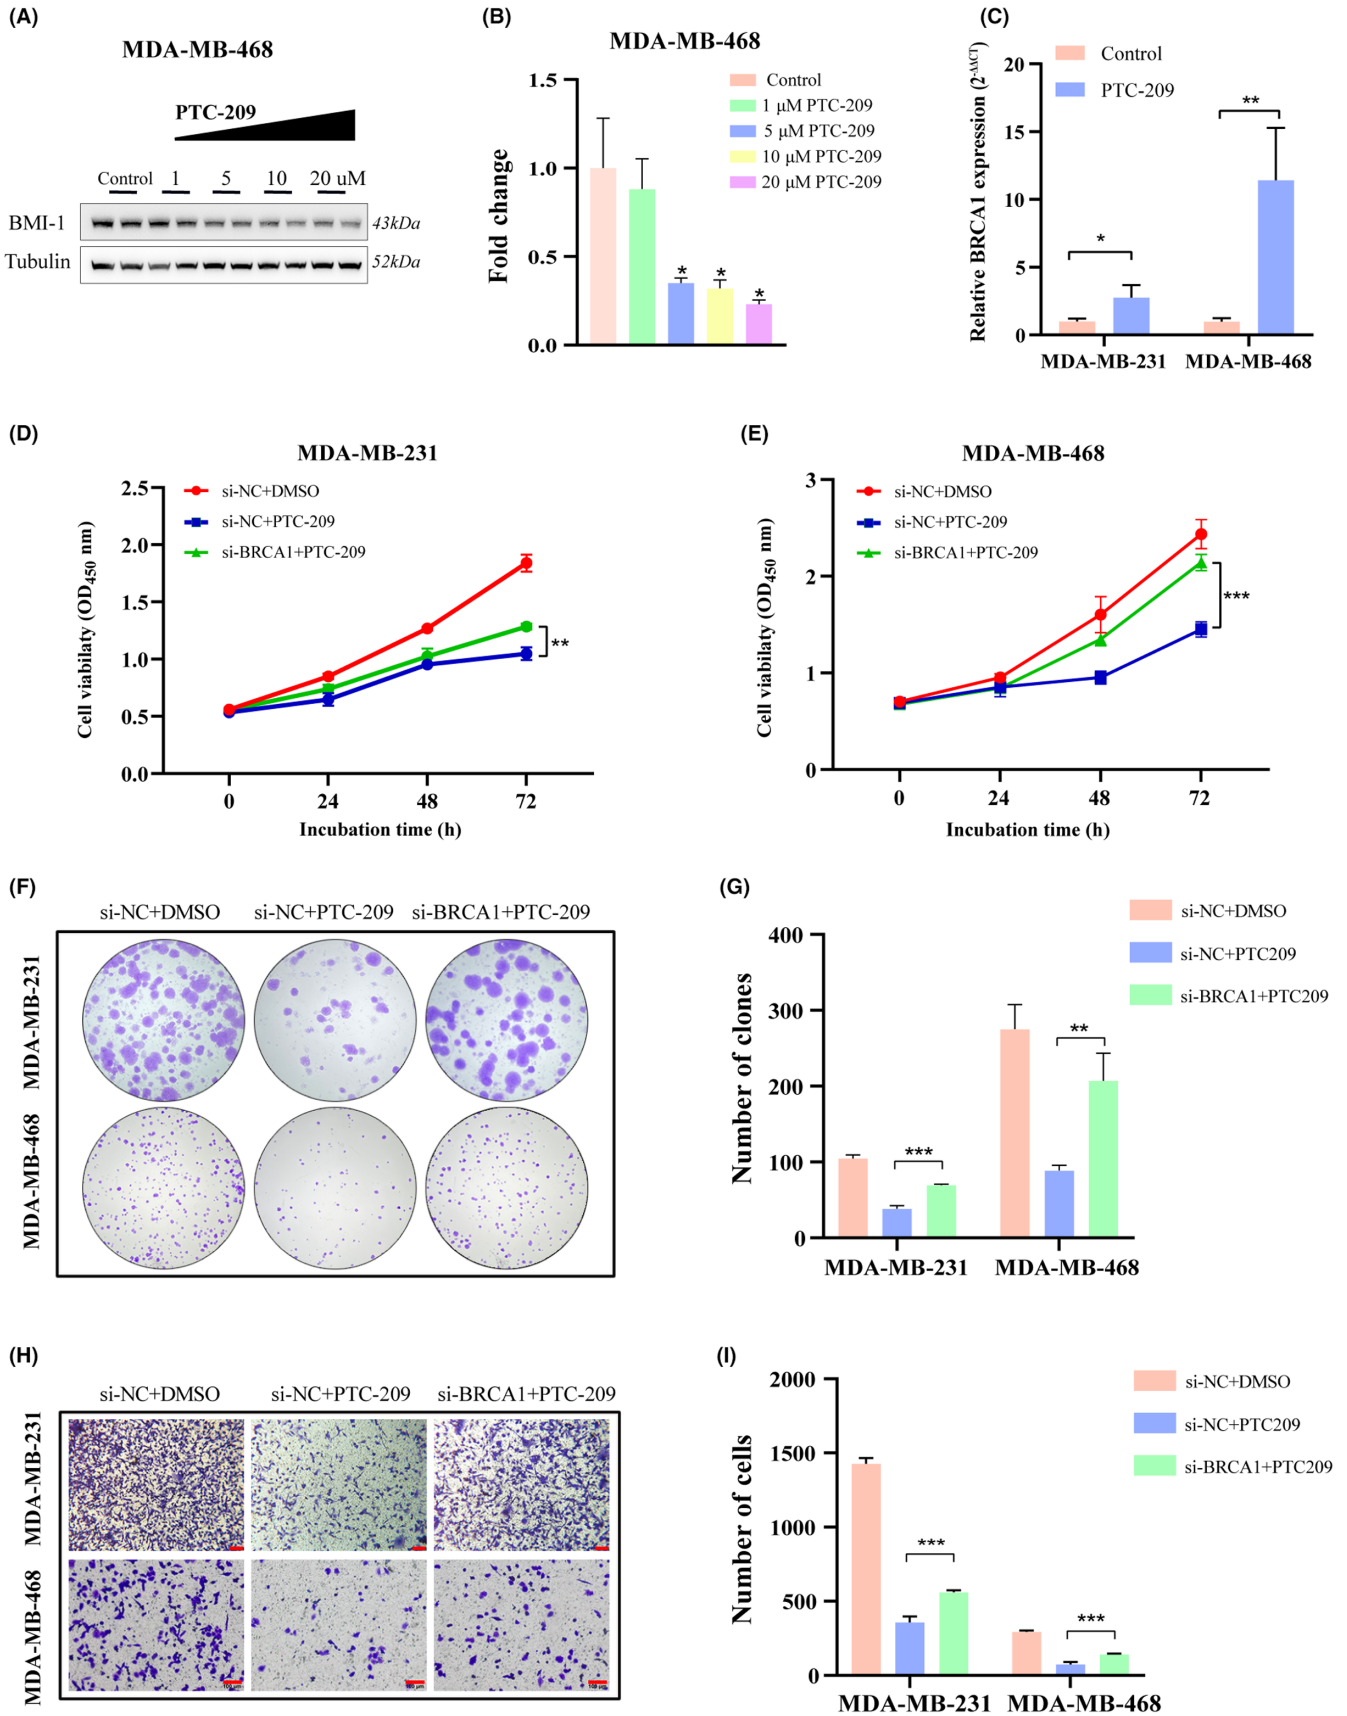 (A)
MDA-MB-468
PTC-209
Control 1 5 10 20 uM
BMI-1 43kDa
Tubulin 52kDa
(B)
MDA-MB-468
Fold change
1.5
1.0
0.5
0.0
Control
1 μM PTC-209
5 μM PTC-209
10 μM PTC-209
20 μM PTC-209
* * *
(C)
Relative BRCA1 expression (2-ΔΔCT)
20
15
10
5
0
Control
PTC-209
*
**
MDA-MB-231 MDA-MB-468
(D)
MDA-MB-231
Cell viabilaty (OD450 nm)
2.5
2.0
1.5
1.0
0.5
0.0
si-NC+DMSO
si-NC+PTC-209
si-BRCA1+PTC-209
**
0 24 48 72
Incubation time (h)
(E)
MDA-MB-468
Cell viabilaty (OD450 nm)
3
2
1
0
si-NC+DMSO
si-NC+PTC-209
si-BRCA1+PTC-209
***
0 24 48 72
Incubation time (h)
(F)
si-NC+DMSO si-NC+PTC-209 si-BRCA1+PTC-209
MDA-MB-231
MDA-MB-468
(G)
Number of clones
400
300
200
100
0
si-NC+DMSO
si-NC+PTC209
si-BRCA1+PTC209
***
**
MDA-MB-231 MDA-MB-468
(H)
si-NC+DMSO si-NC+PTC-209 si-BRCA1+PTC-209
MDA-MB-231
MDA-MB-468
100 μm 100 μm 100 μm
(I)
Number of cells
2000
1500
1000
500
0
si-NC+DMSO
si-NC+PTC209
si-BRCA1+PTC209
***
***
MDA-MB-231 MDA-MB-468